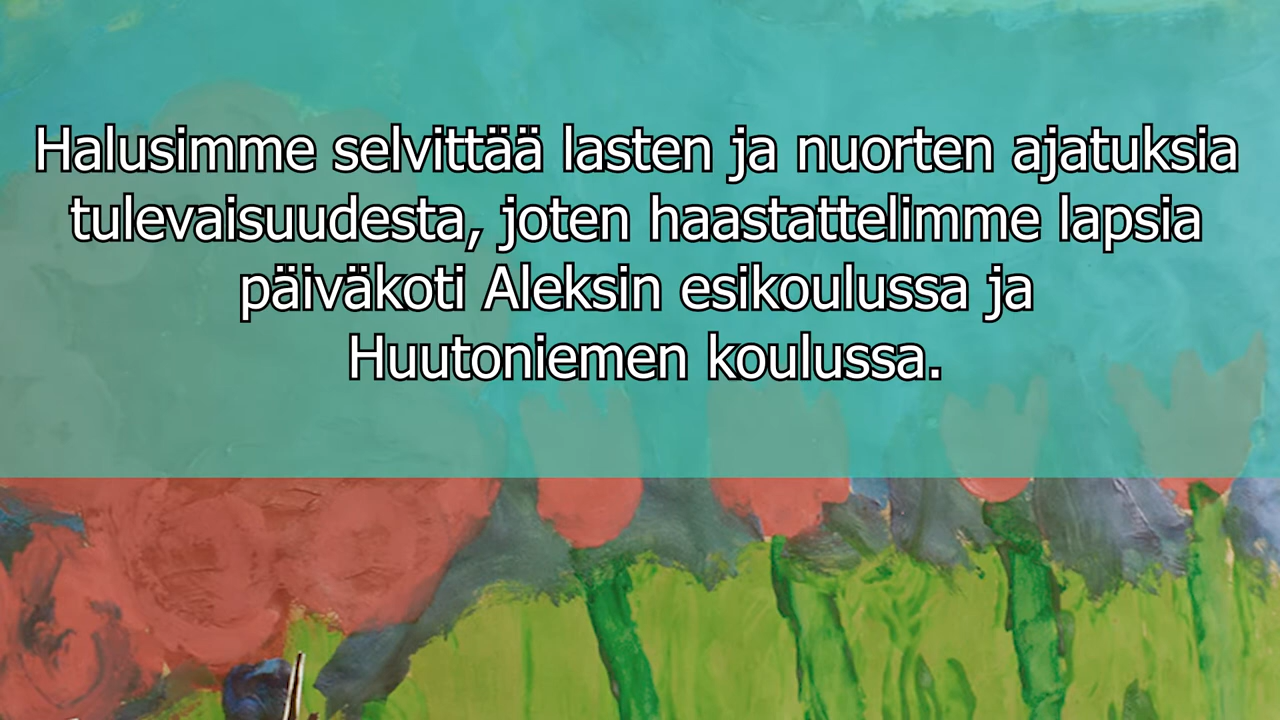 Halusimme selvittää lasten ja nuorten ajatuksia
tulevaisuudesta, joten haastattelimme lapsia
päiväkoti Aleksin esikoulussa ja
Huutoniemen koulussa.